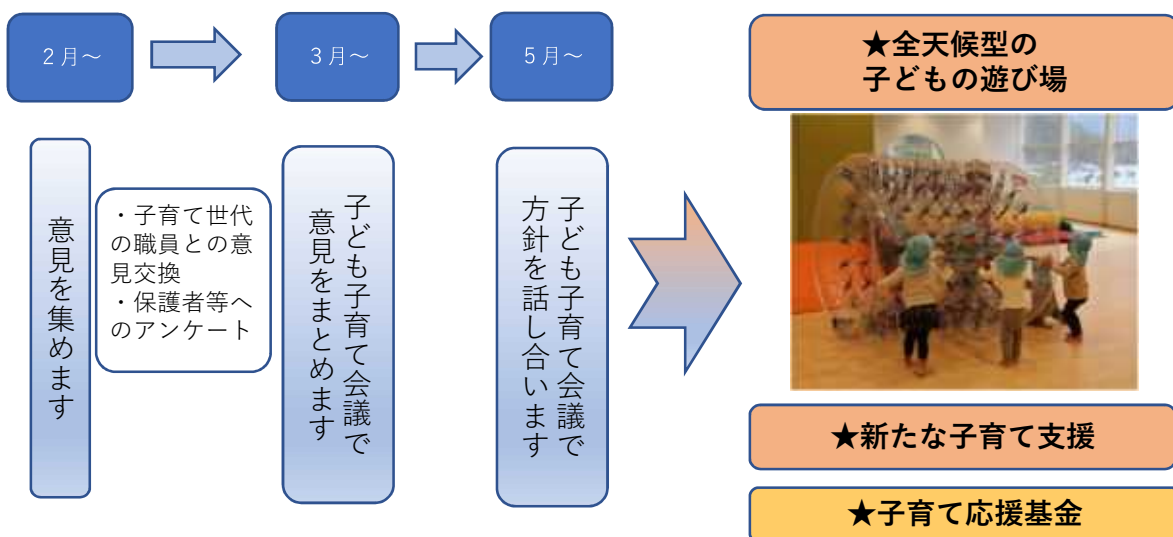 2月～
3月～
5月～
意見を集めます
・子育て世代
の職員との意
見交換
・保護者等へ
のアンケート
子ども子育て会議で
意見をまとめます
子ども子育て会議で
方針を話し合います
★全天候型の
子どもの遊び場
★新たな子育て支援
★子育て応援基金